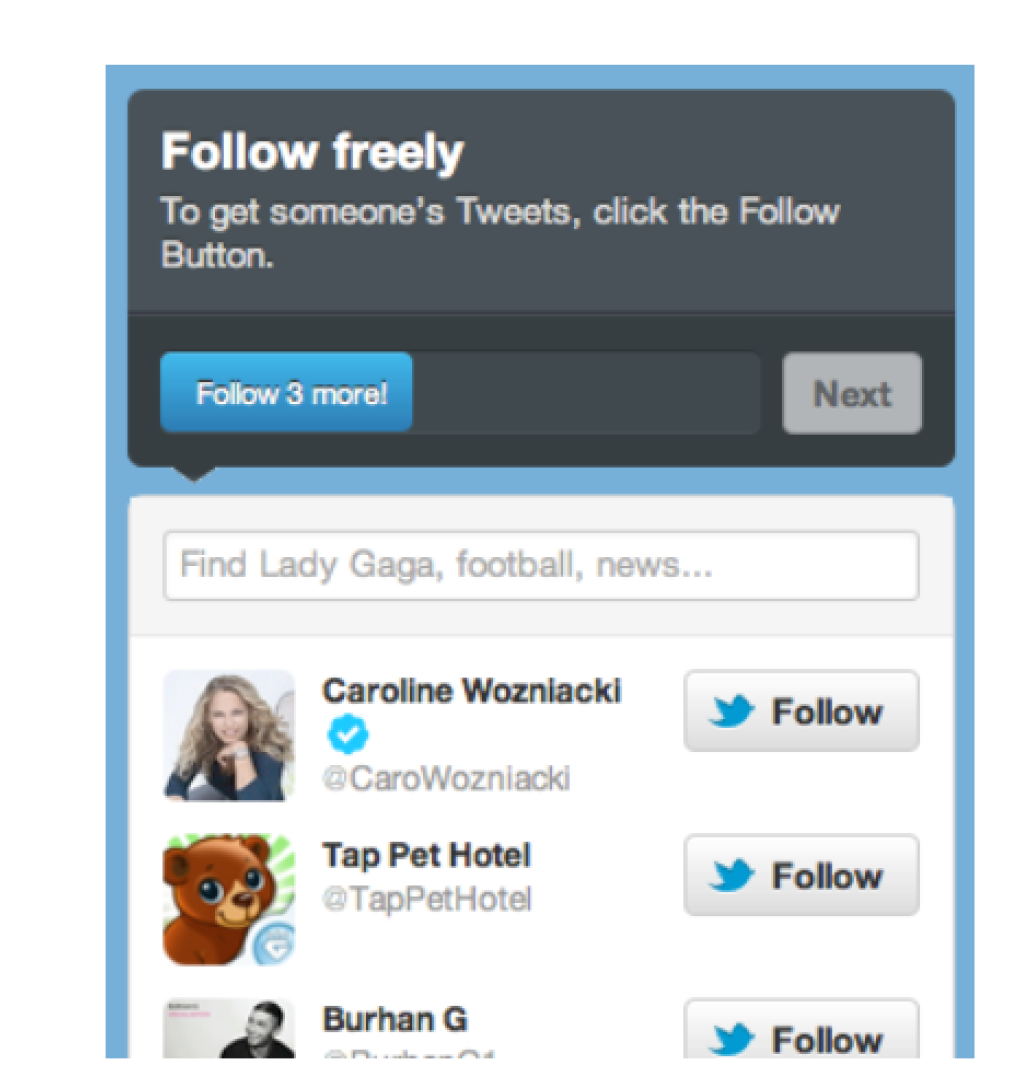 Follow freely
To get someone's Tweets, click the Follow
Button.
Follow 3 more!
Next
Find Lady Gaga, football, news...
Caroline Wozniacki
Follow
@CaroWozniacki
Tap Pet Hotel
Follow
@TapPetHotel
Burhan G
Follow